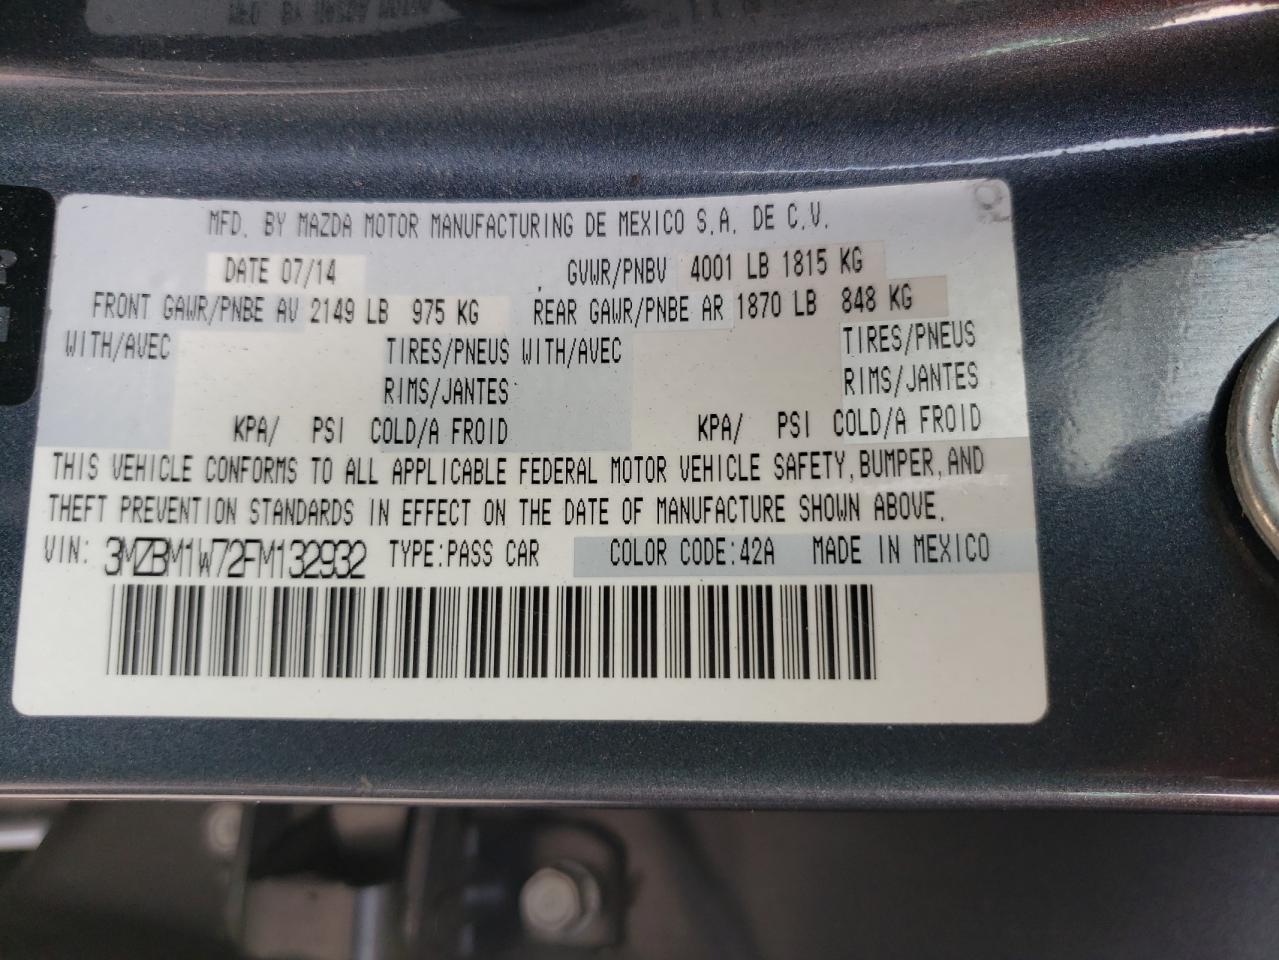 MFD. BY MAZDA MOTOR MANUFACTURING DE MEXICO S.A. DE C.V.
DATE 07/14 GVWR/PNBV 4001 LB 1815 KG
FRONT GAWR/PNBE AV 2149 LB 975 KG REAR GAWR/PNBE AR 1870 LB 848 KG
WITH/AVEC TIRES/PNEUS WITH/AVEC TIRES/PNEUS
RIMS/JANTES RIMS/JANTES
KPA/ PSI COLD/A FROID KPA/ PSI COLD/A FROID
THIS VEHICLE CONFORMS TO ALL APPLICABLE FEDERAL MOTOR VEHICLE SAFETY, BUMPER, AND
THEFT PREVENTION STANDARDS IN EFFECT ON THE DATE OF MANUFACTURE SHOWN ABOVE.
VIN: 3MZBM1W72FM132932 TYPE:PASS CAR COLOR CODE:42A MADE IN MEXICO